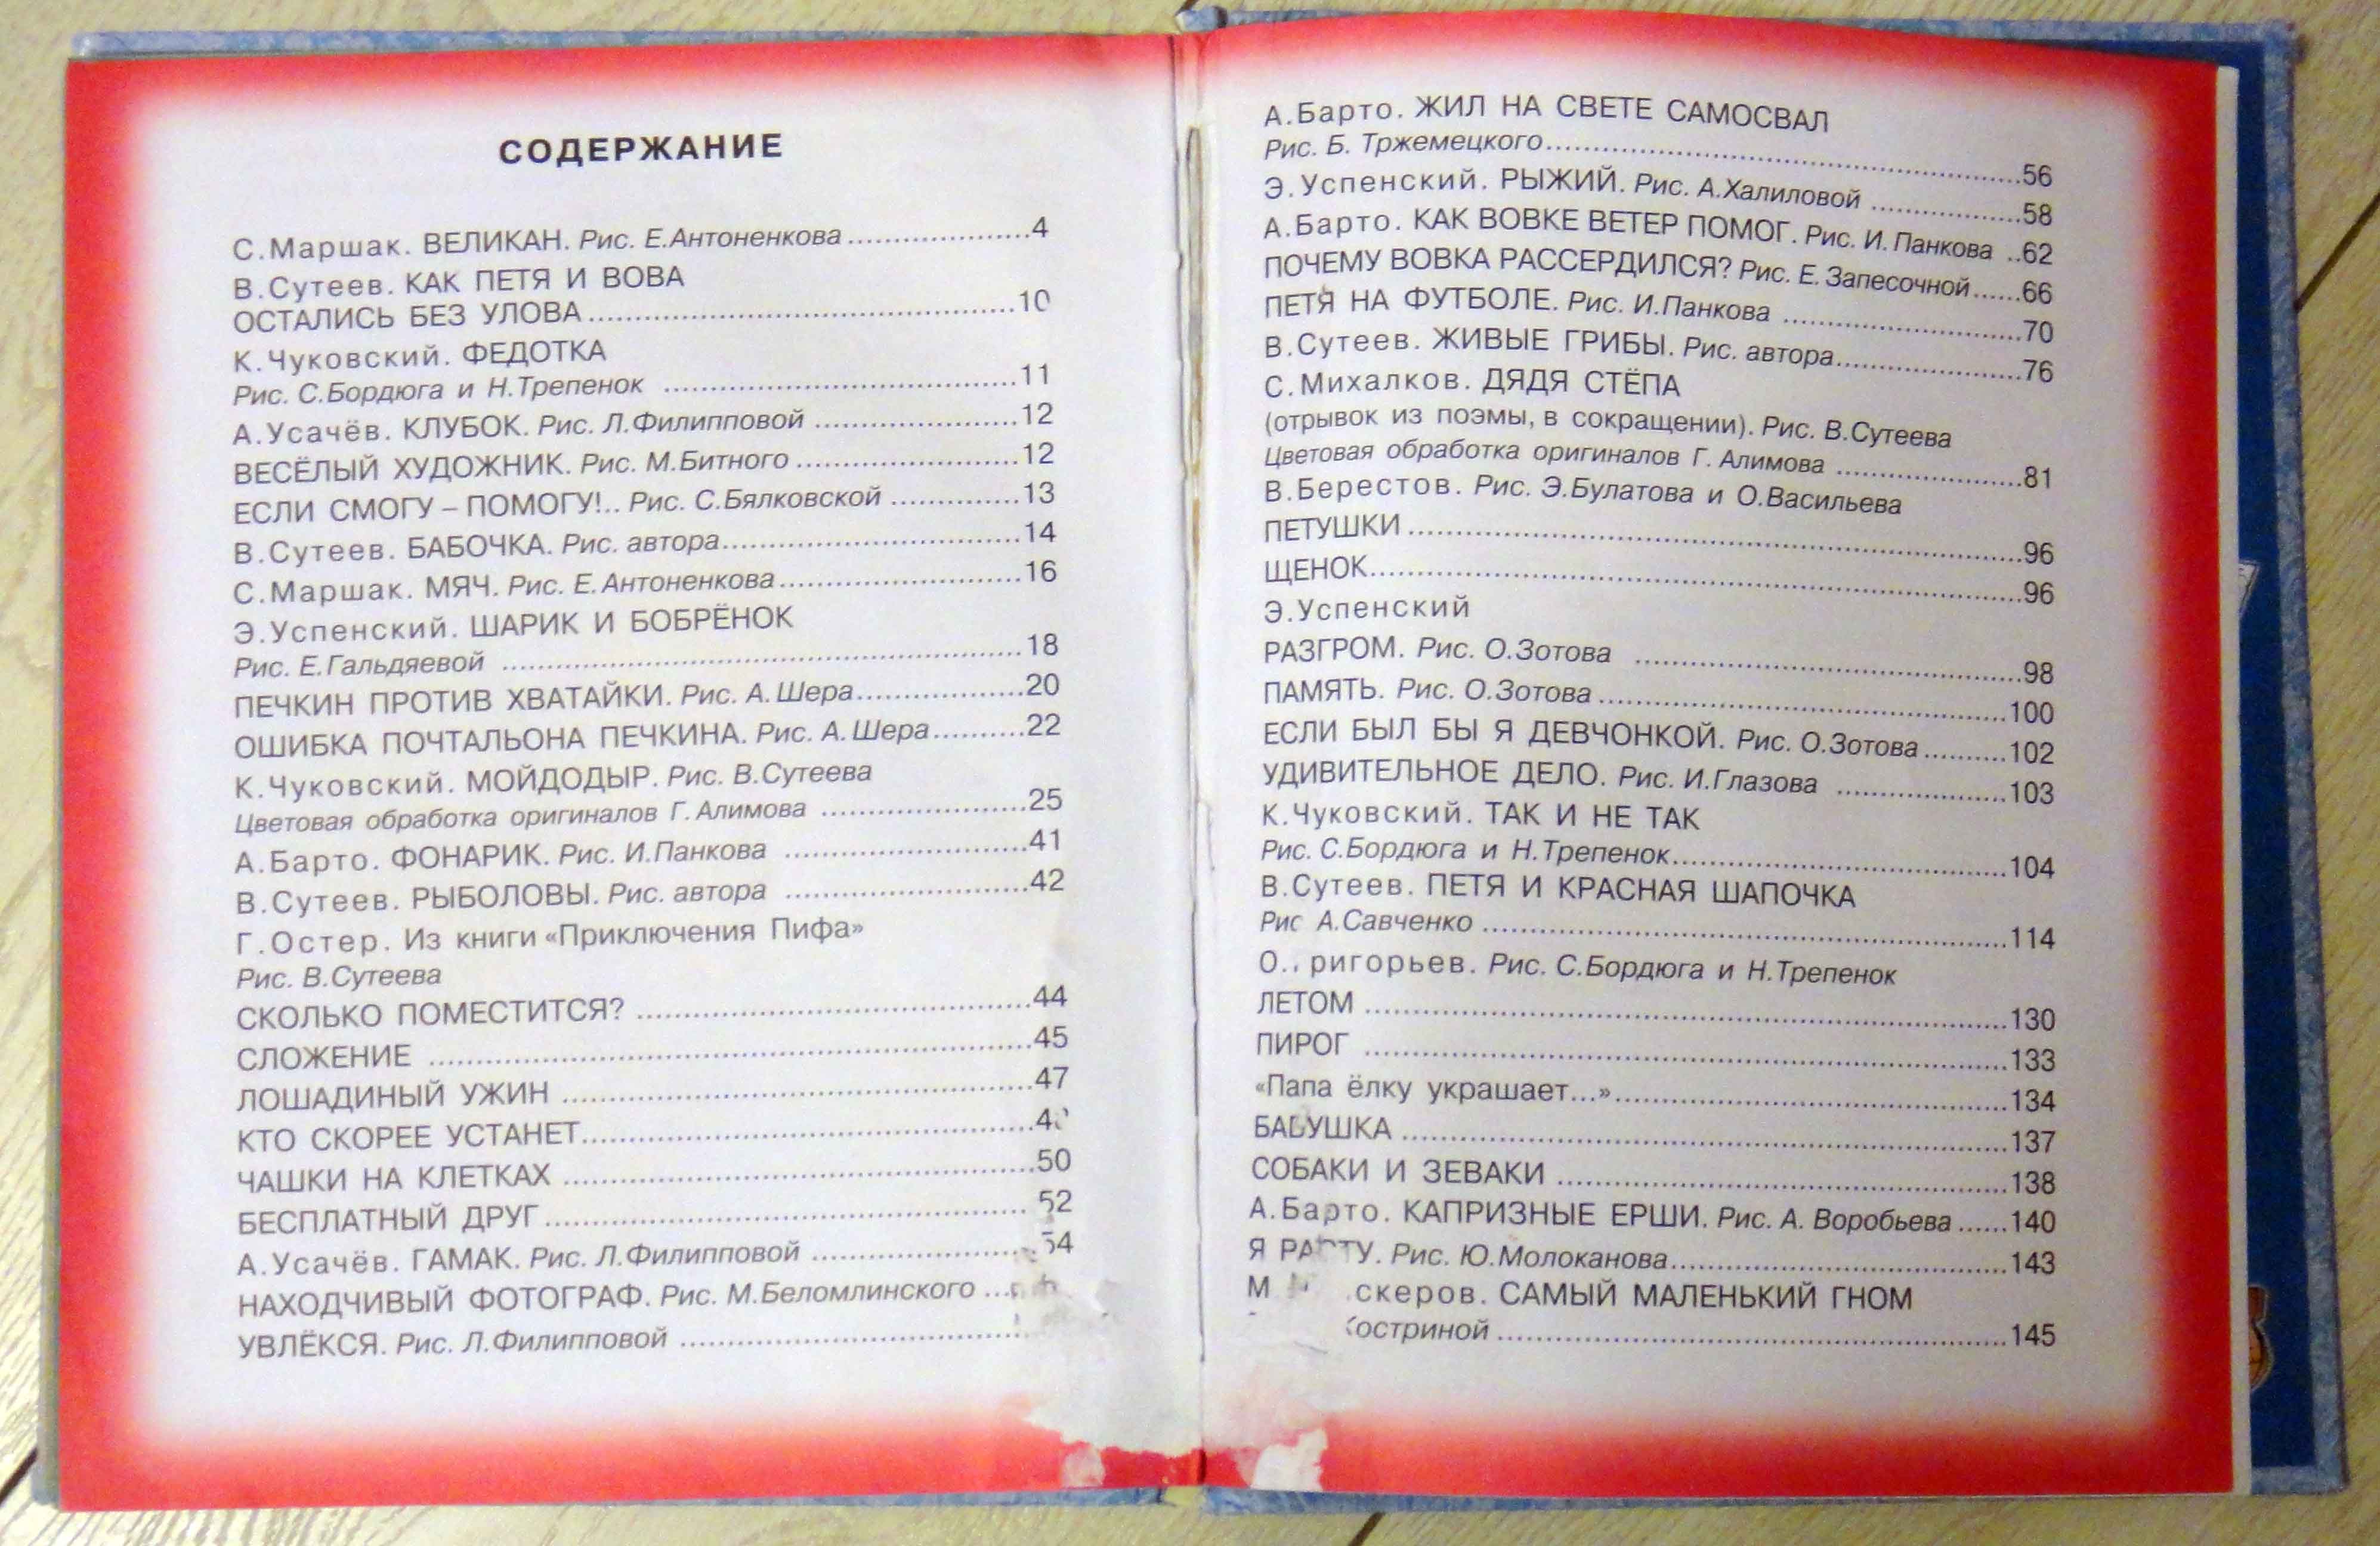 СОДЕРЖАНИЕ
С.Маршак. ВЕЛИКАН. Рис. Е.Антоненкова....................4
В.Сутеев. КАК ПЕТЯ И ВОВА
ОСТАЛИСЬ БЕЗ УЛОВА....................10
К.Чуковский. ФЕДОТКА
Рис. С.Бордюга и Н.Трепенок ....................11
А.Усачёв. КЛУБОК. Рис. Л.Филипповой ....................12
ВЕСЁЛЫЙ ХУДОЖНИК. Рис. М.Битного ....................12
ЕСЛИ СМОГУ – ПОМОГУ!.. Рис. С.Бялковской ....................13
В.Сутеев. БАБОЧКА. Рис. автора....................14
С.Маршак. МЯЧ. Рис. Е.Антоненкова....................16
Э.Успенский. ШАРИК И БОБРЁНОК
Рис. Е.Гальдяевой ....................18
ПЕЧКИН ПРОТИВ ХВАТАЙКИ. Рис. А.Шера....................20
ОШИБКА ПОЧТАЛЬОНА ПЕЧКИНА. Рис. А.Шера..........22
К.Чуковский. МОЙДОДЫР. Рис. В.Сутеева
Цветовая обработка оригиналов Г.Алимова ....................25
А.Барто. ФОНАРИК. Рис. И.Панкова ....................41
В.Сутеев. РЫБОЛОВЫ. Рис. автора ....................42
Г.Остер. Из книги «Приключения Пифа»
Рис. В.Сутеева
СКОЛЬКО ПОМЕСТИТСЯ? ....................44
СЛОЖЕНИЕ ....................45
ЛОШАДИНЫЙ УЖИН ....................47
КТО СКОРЕЕ УСТАНЕТ....................
ЧАШКИ НА КЛЕТКАХ ....................50
БЕСПЛАТНЫЙ ДРУГ....................52
А.Усачёв. ГАМАК. Рис. Л.Филипповой ....................54
НАХОДЧИВЫЙ ФОТОГРАФ. Рис. М.Беломлинского ...
УВЛЁКСЯ. Рис. Л.Филипповой ....................
А.Барто. ЖИЛ НА СВЕТЕ САМОСВАЛ
Рис. Б. Тржемецкого....................56
Э.Успенский. РЫЖИЙ. Рис. А.Халиловой ....................58
А.Барто. КАК ВОВКЕ ВЕТЕР ПОМОГ. Рис. И.Панкова ..62
ПОЧЕМУ ВОВКА РАССЕРДИЛСЯ? Рис. Е.Запесочной......66
ПЕТЯ НА ФУТБОЛЕ. Рис. И.Панкова ....................70
В.Сутеев. ЖИВЫЕ ГРИБЫ. Рис. автора....................76
С.Михалков. ДЯДЯ СТЁПА
(отрывок из поэмы, в сокращении). Рис. В.Сутеева
Цветовая обработка оригиналов Г. Алимова ....................81
В.Берестов. Рис. Э.Булатова и О.Васильева
ПЕТУШКИ ....................96
ЩЕНОК....................96
Э.Успенский
РАЗГРОМ. Рис. О.Зотова ....................98
ПАМЯТЬ. Рис. О.Зотова ....................100
ЕСЛИ БЫЛ БЫ Я ДЕВЧОНКОЙ. Рис. О.Зотова ..........102
УДИВИТЕЛЬНОЕ ДЕЛО. Рис. И.Глазова ....................103
К.Чуковский. ТАК И НЕ ТАК
Рис. С.Бордюга и Н.Трепенок....................104
В.Сутеев. ПЕТЯ И КРАСНАЯ ШАПОЧКА
Рис А.Савченко ....................114
О. ригорьев. Рис. С.Бордюга и Н.Трепенок
ЛЕТОМ ....................130
ПИРОГ ....................133
«Папа ёлку украшает...»....................134
БАБУШКА ....................137
СОБАКИ И ЗЕВАКИ ....................138
А.Барто. КАПРИЗНЫЕ ЕРШИ. Рис. А. Воробьева ......140
Я РАСТУ. Рис. Ю.Молоканова....................143
М скеров. САМЫЙ МАЛЕНЬКИЙ ГНОМ
Костриной ....................145